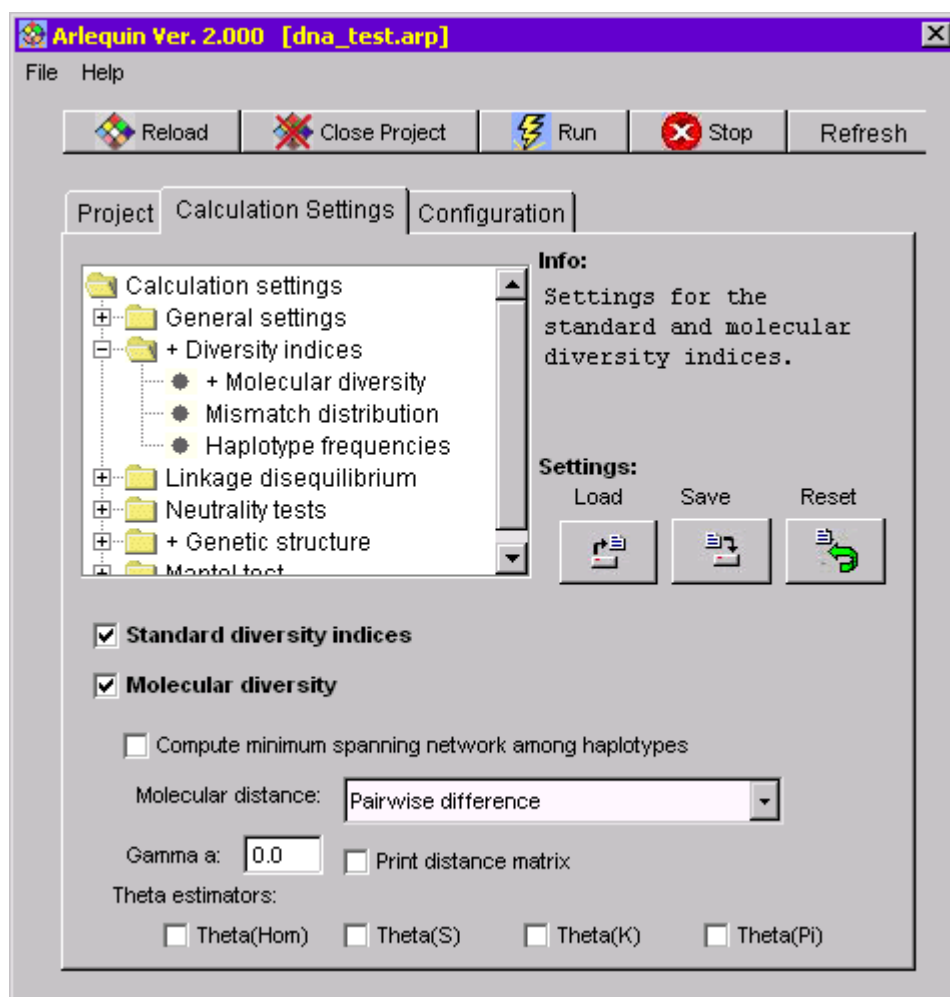 Arlequin Ver. 2.000 [dna_test.arp]
File Help
Reload Close Project Run Stop Refresh
Project Calculation Settings Configuration
Calculation settings
General settings
+ Diversity indices
+ Molecular diversity
Mismatch distribution
Haplotype frequencies
Linkage disequilibrium
Neutrality tests
+ Genetic structure
Mantel test
Info:
Settings for the
standard and molecular
diversity indices.
Settings:
Load Save Reset
Standard diversity indices
Molecular diversity
Compute minimum spanning network among haplotypes
Molecular distance: Pairwise difference
Gamma a: 0.0 Print distance matrix
Theta estimators:
Theta(Hom) Theta(S) Theta(K) Theta(Pi)